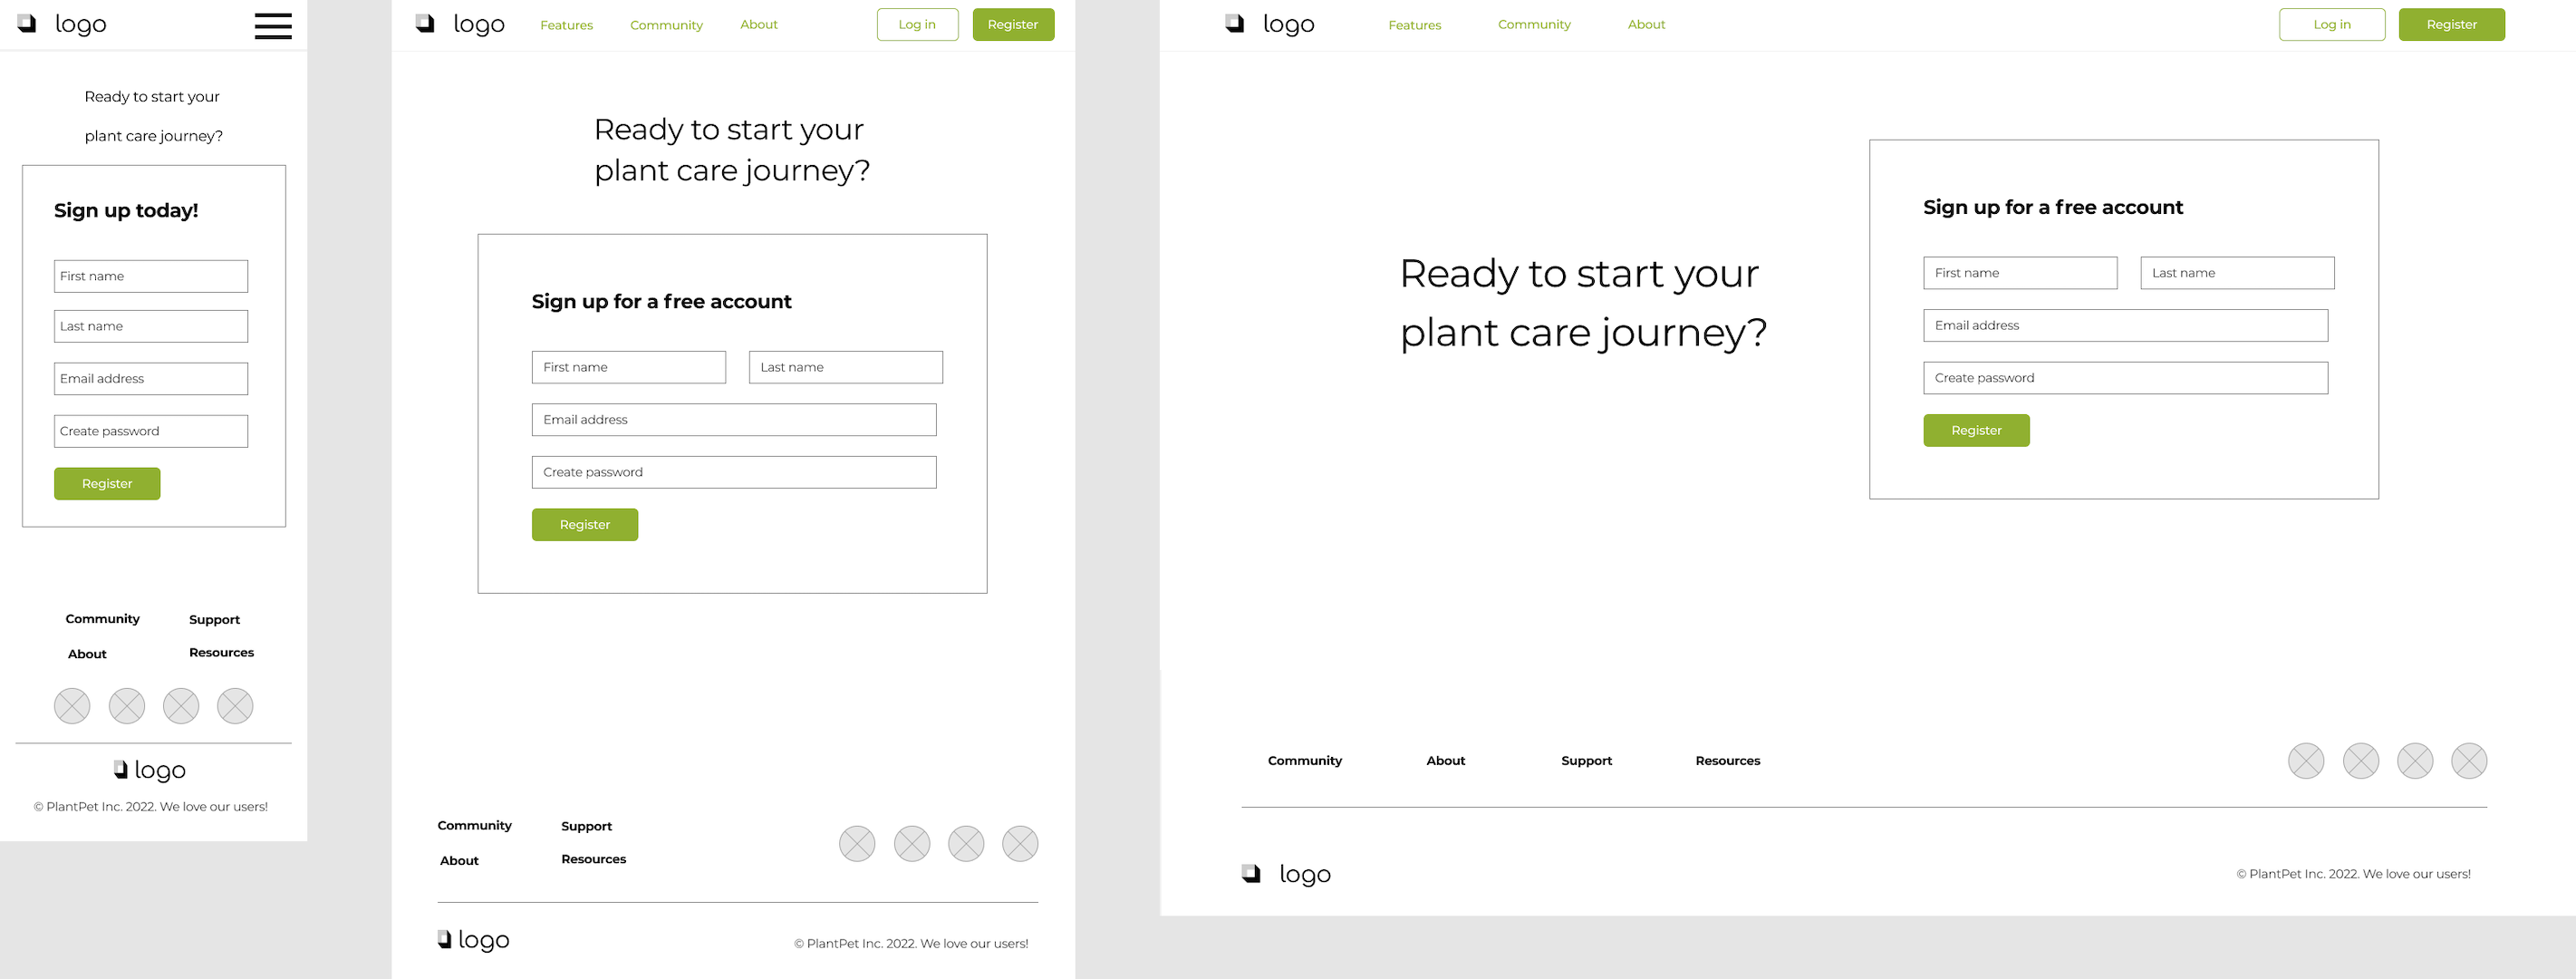 logo
Ready to start your
plant care journey?
Sign up today!
First name
Last name
Email address
Create password
Register
Community Support
About Resources
logo
© PlantPet Inc. 2022. We love our users!
logo Features Community About Log in Register
Ready to start your
plant care journey?
Sign up for a free account
First name Last name
Email address
Create password
Register
Community Support
About Resources
logo © PlantPet Inc. 2022. We love our users!
logo Features Community About Log in Register
Ready to start your
plant care journey?
Sign up for a free account
First name Last name
Email address
Create password
Register
Community About Support Resources
logo © PlantPet Inc. 2022. We love our users!